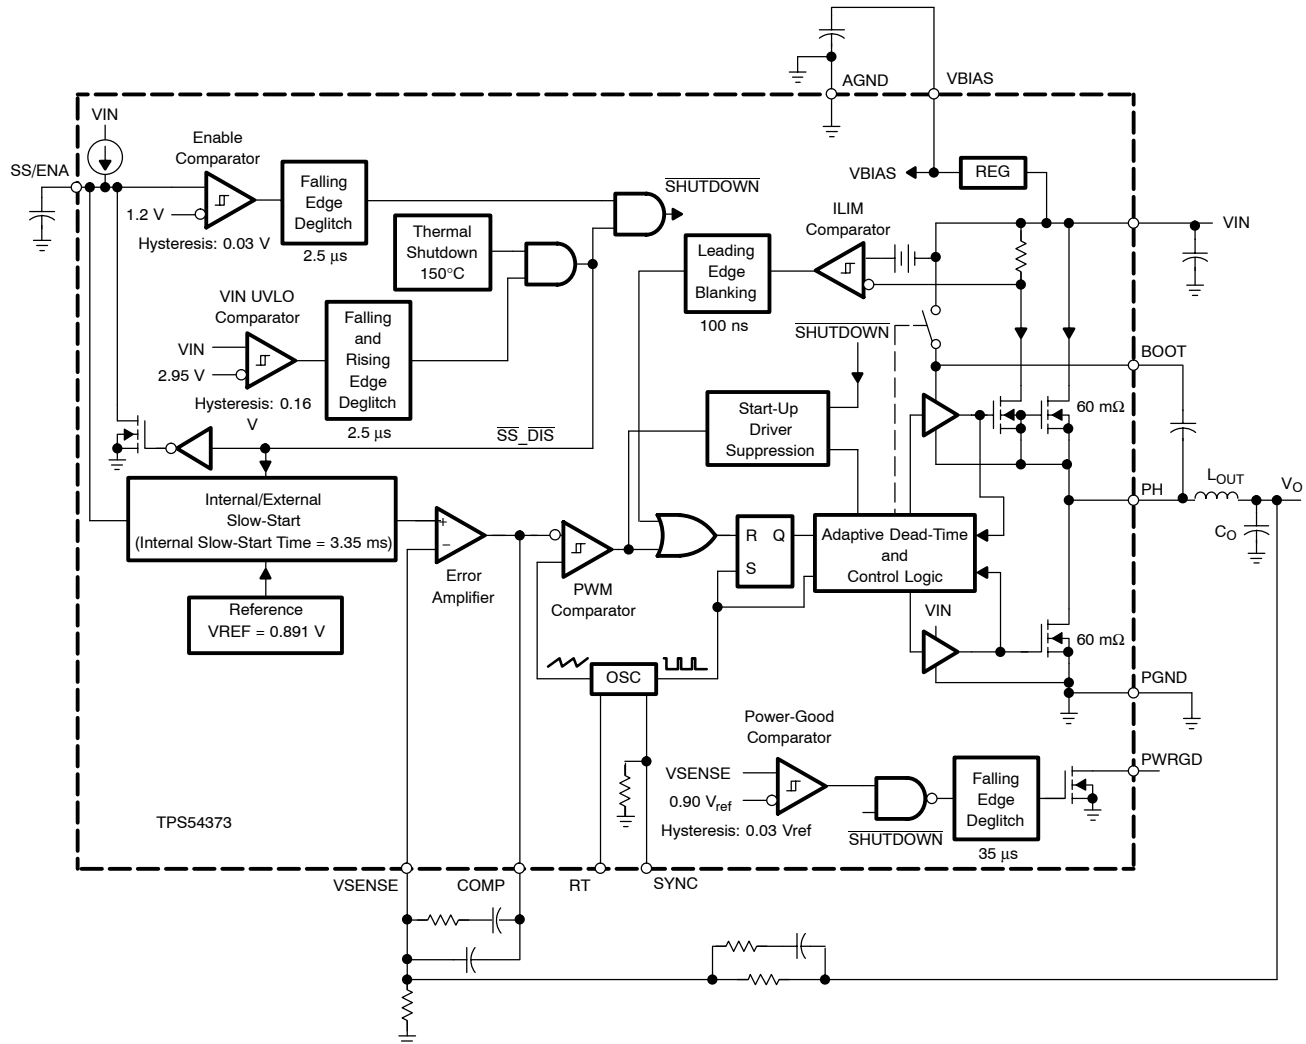 AGND
VBIAS
VIN
Enable
Comparator
SS/ENA
1.2 V
Hysteresis: 0.03 V
Falling
Edge
Deglitch
2.5 µs
SHUTDOWN
VBIAS
REG
ILIM
Comparator
VIN
Thermal
Shutdown
150°C
Leading
Edge
Blanking
100 ns
VIN UVLO
Comparator
VIN
2.95 V
Hysteresis: 0.16
V
Falling
and
Rising
Edge
Deglitch
2.5 µs
SHUTDOWN
BOOT
Start-Up
Driver
Suppression
60 mΩ
SS_DIS
Internal/External
Slow-Start
(Internal Slow-Start Time = 3.35 ms)
PH
LOUT
VO
CO
+
−
Error
Amplifier
PWM
Comparator
R Q
S
Adaptive Dead-Time
and
Control Logic
Reference
VREF = 0.891 V
VIN
60 mΩ
OSC
PGND
Power-Good
Comparator
VSENSE
0.90 Vref
Hysteresis: 0.03 Vref
SHUTDOWN
Falling
Edge
Deglitch
35 µs
PWRGD
TPS54373
VSENSE
COMP
RT
SYNC